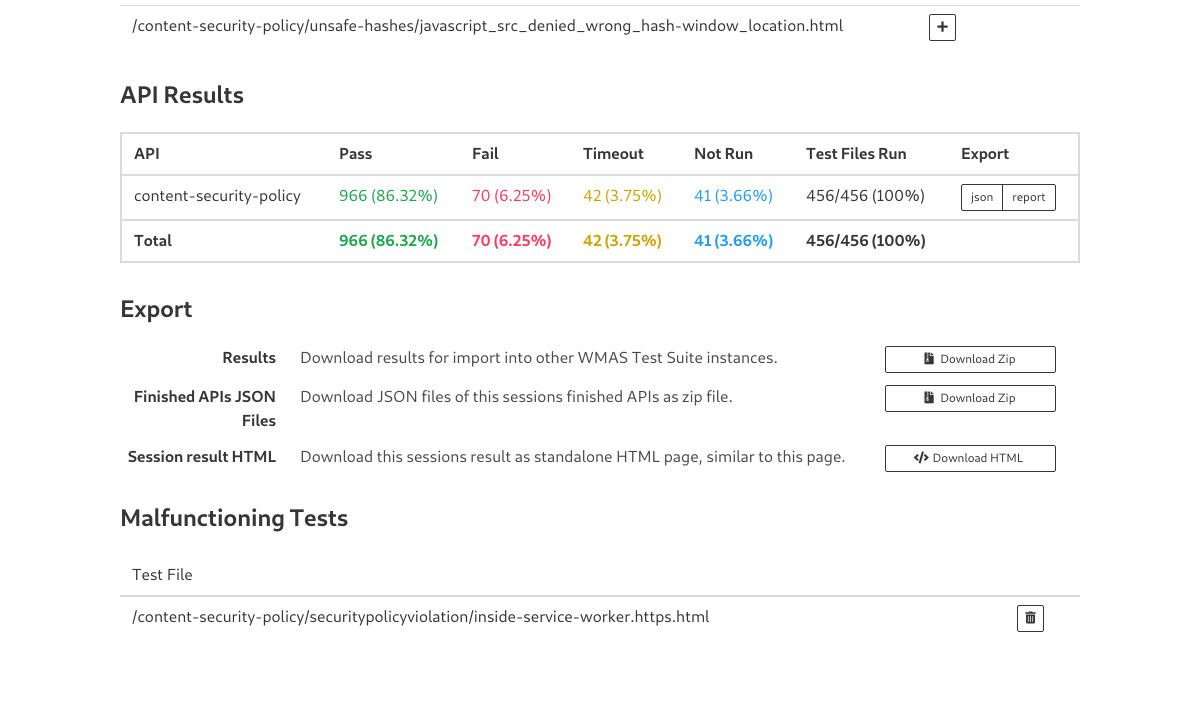 /content-security-policy/unsafe-hashes/javascript_src_denied_wrong_hash-window_location.html
API Results
API Pass Fail Timeout Not Run Test Files Run Export
content-security-policy 966 (86.32%) 70 (6.25%) 42 (3.75%) 41 (3.66%) 456/456 (100%) json report
Total 966 (86.32%) 70 (6.25%) 42 (3.75%) 41 (3.66%) 456/456 (100%)
Export
Results Download results for import into other WMAS Test Suite instances. Download Zip
Finished APIs JSON Download JSON files of this sessions finished APIs as zip file. Download Zip
Files
Session result HTML Download this sessions result as standalone HTML page, similar to this page. Download HTML
Malfunctioning Tests
Test File
/content-security-policy/securitypolicyviolation/inside-service-worker.https.html